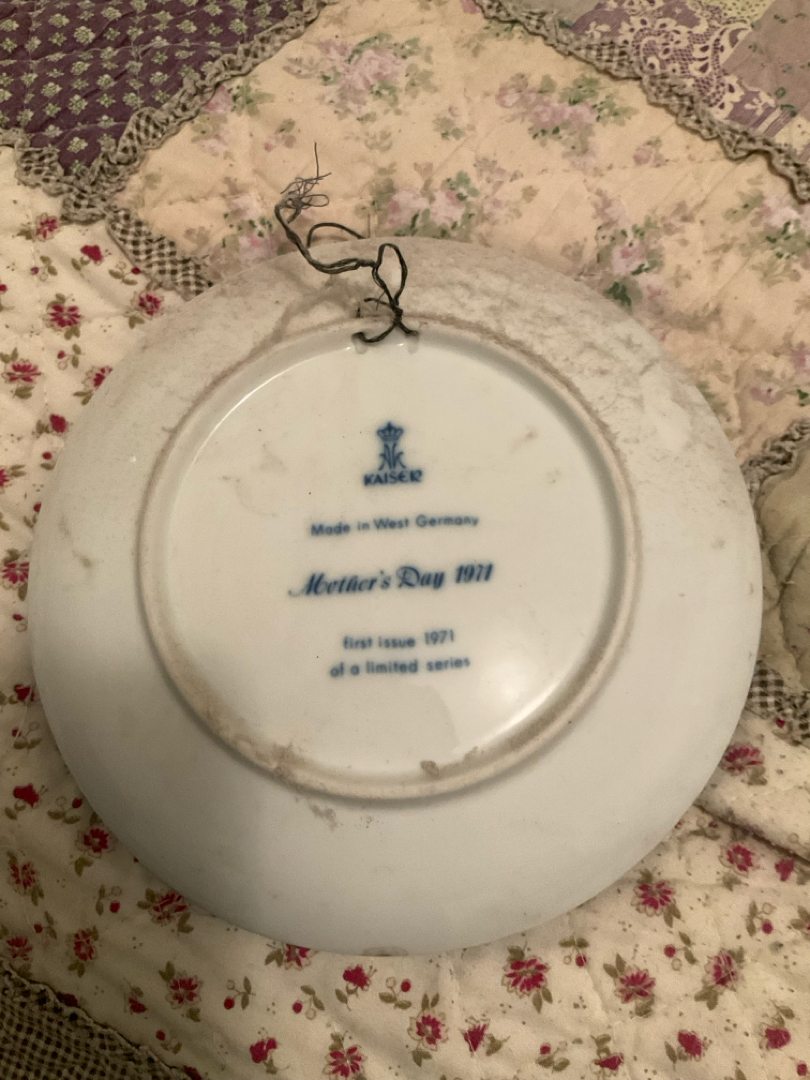 KAISER
Made in West Germany
Mother's Day 1971
first issue 1971
of a limited series